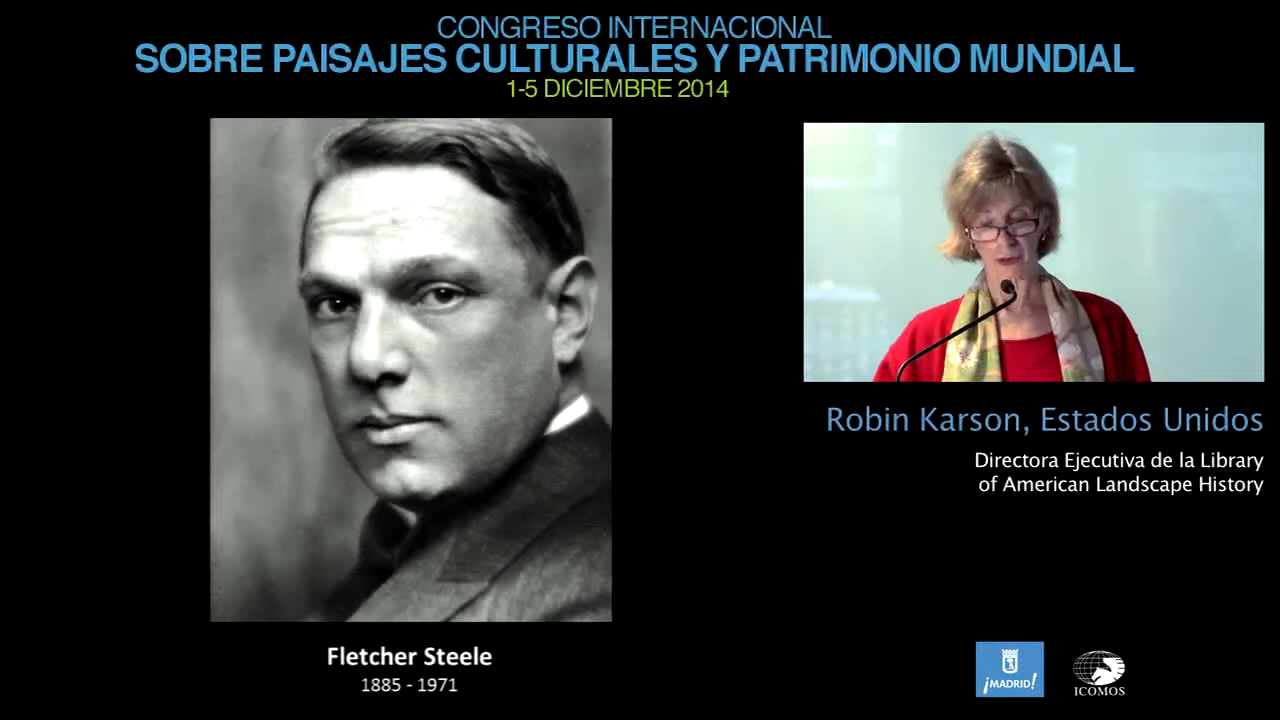 CONGRESO INTERNACIONAL
SOBRE PAISAJES CULTURALES Y PATRIMONIO MUNDIAL
1-5 DICIEMBRE 2014
Robin Karson, Estados Unidos
Directora Ejecutiva de la Library
of American Landscape History
Fletcher Steele
1885 - 1971
¡MADRID!
ICOMOS